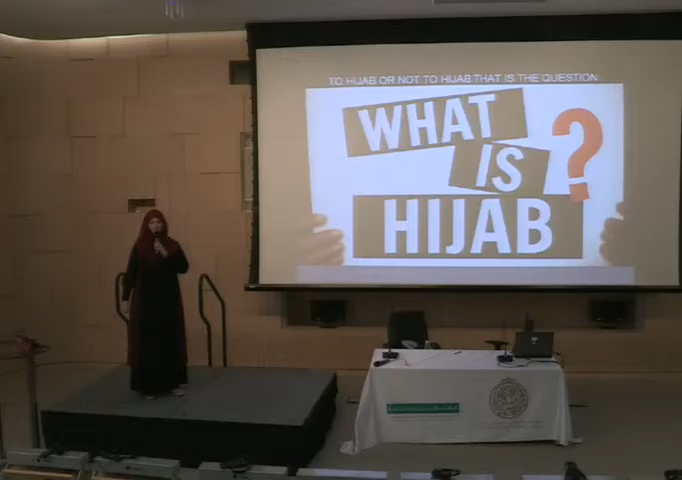 TO HIJAB OR NOT TO HIJAB THAT IS THE QUESTION
WHAT
IS
HIJAB
?